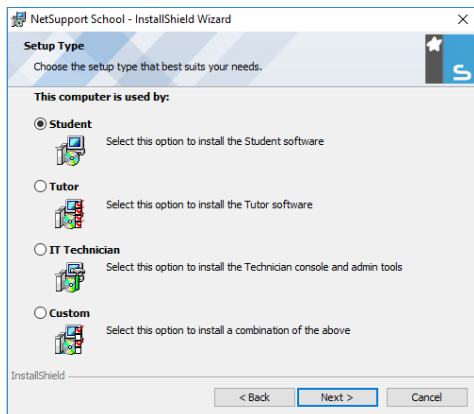 NetSupport School - InstallShield Wizard
Setup Type
Choose the setup type that best suits your needs.
S
This computer is used by:
Student
Select this option to install the Student software
Tutor
Select this option to install the Tutor software
IT Technician
Select this option to install the Technician console and admin tools
Custom
Select this option to install a combination of the above
InstallShield
< Back Next > Cancel